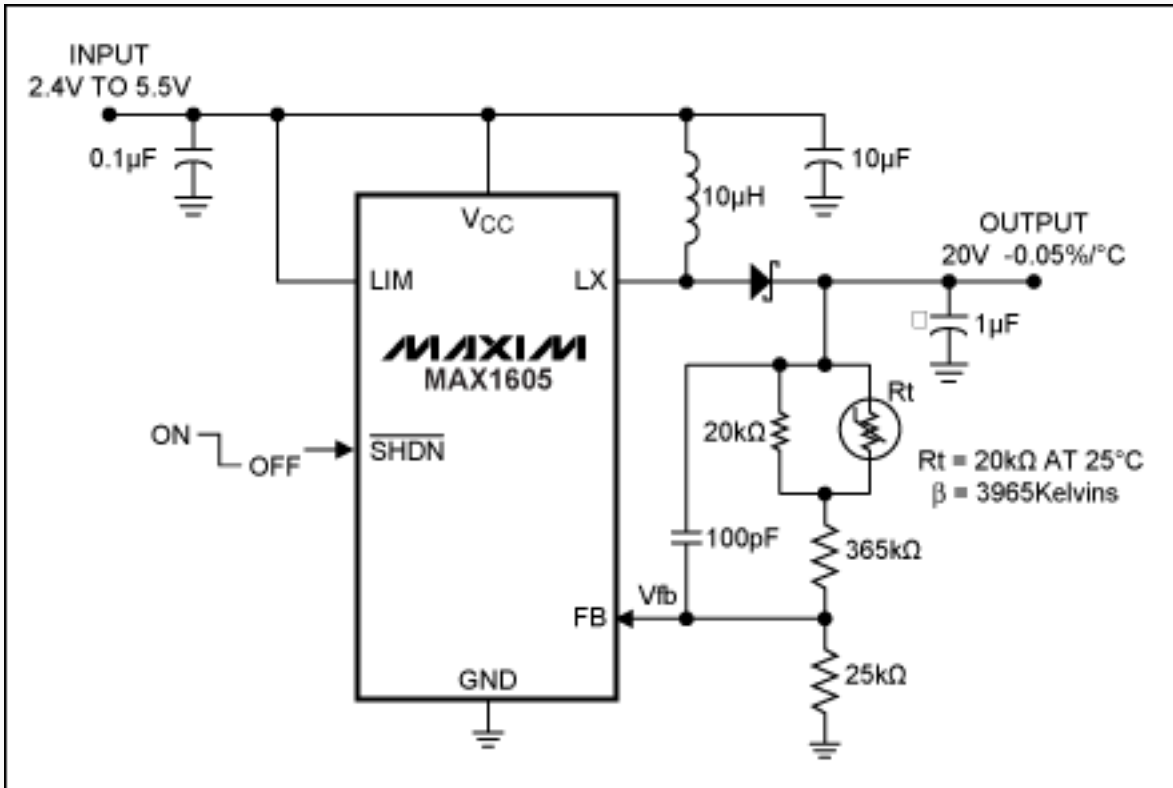 INPUT
2.4V TO 5.5V
0.1µF
10µH
10µF
OUTPUT
20V -0.05%/°C
1µF
VCC
LIM
LX
MAXIM
MAX1605
ON
OFF
SHDN
20kΩ
Rt
Rt = 20kΩ AT 25°C
β = 3965Kelvins
100pF
365kΩ
Vfb
FB
25kΩ
GND